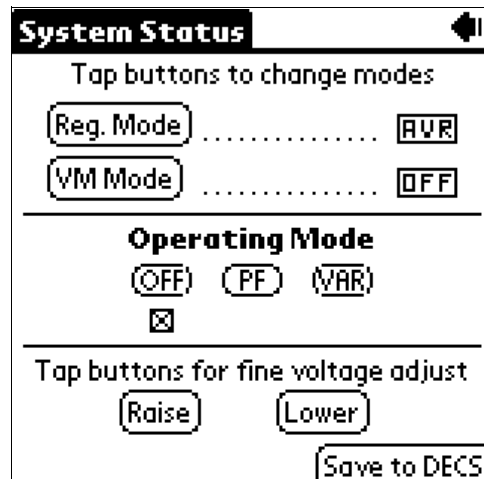 System Status
Tap buttons to change modes
Reg. Mode ............... AVR
VM Mode ............... OFF
Operating Mode
OFF PF VAR
Tap buttons for fine voltage adjust
Raise Lower
Save to DECS